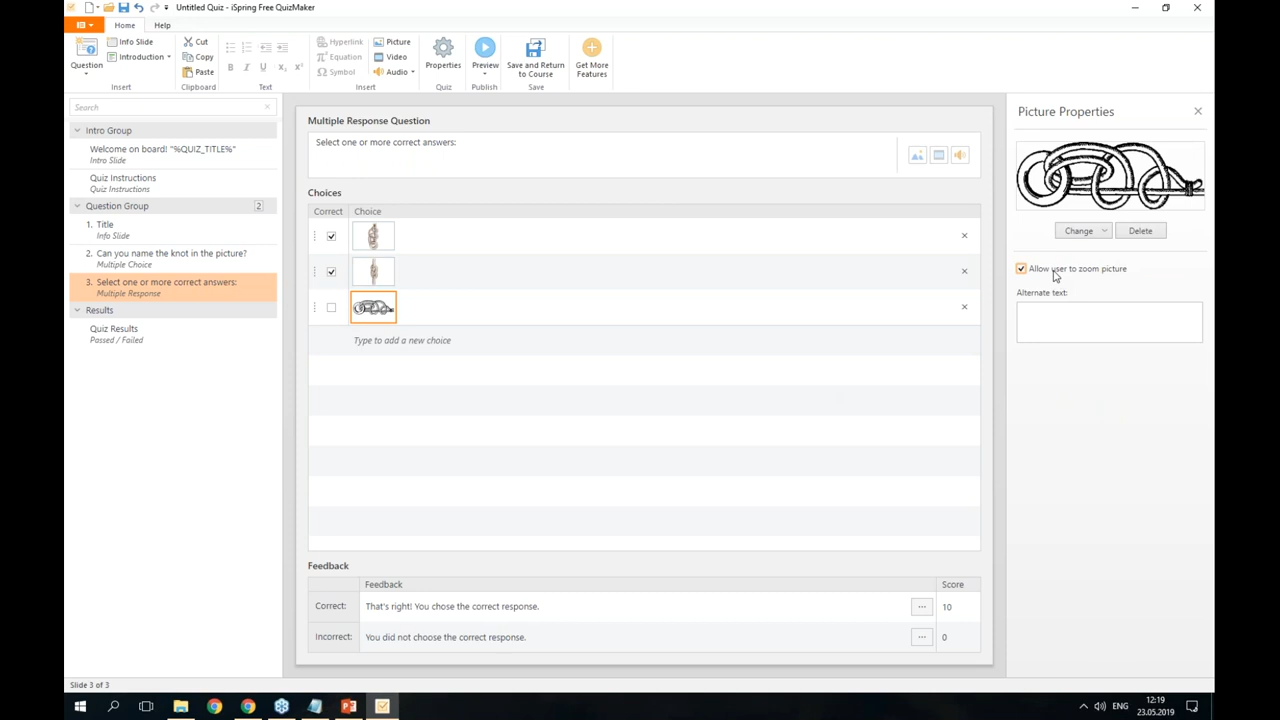 Untitled Quiz - iSpring Free QuizMaker
Home
Help
Question
Info Slide
Introduction
Insert
Cut
Copy
Paste
Clipboard
B
I
U
X₂
X²
Text
Hyperlink
Equation
Symbol
Picture
Video
Audio
Insert
Properties
Quiz
Preview
Publish
Save and Return
to Course
Save
Get More
Features
Search
Intro Group
Welcome on board! "%QUIZ_TITLE%"
Intro Slide
Quiz Instructions
Quiz Instructions
Question Group
2
1. Title
Info Slide
2. Can you name the knot in the picture?
Multiple Choice
3. Select one or more correct answers:
Multiple Response
Results
Quiz Results
Passed / Failed
Multiple Response Question
Select one or more correct answers:
Choices
Correct Choice
Type to add a new choice
Feedback
Feedback Score
Correct: That's right! You chose the correct response. ... 10
Incorrect: You did not choose the correct response. ... 0
Picture Properties
Change
Delete
Allow user to zoom picture
Alternate text:
Slide 3 of 3
ENG
12:19
23.05.2019